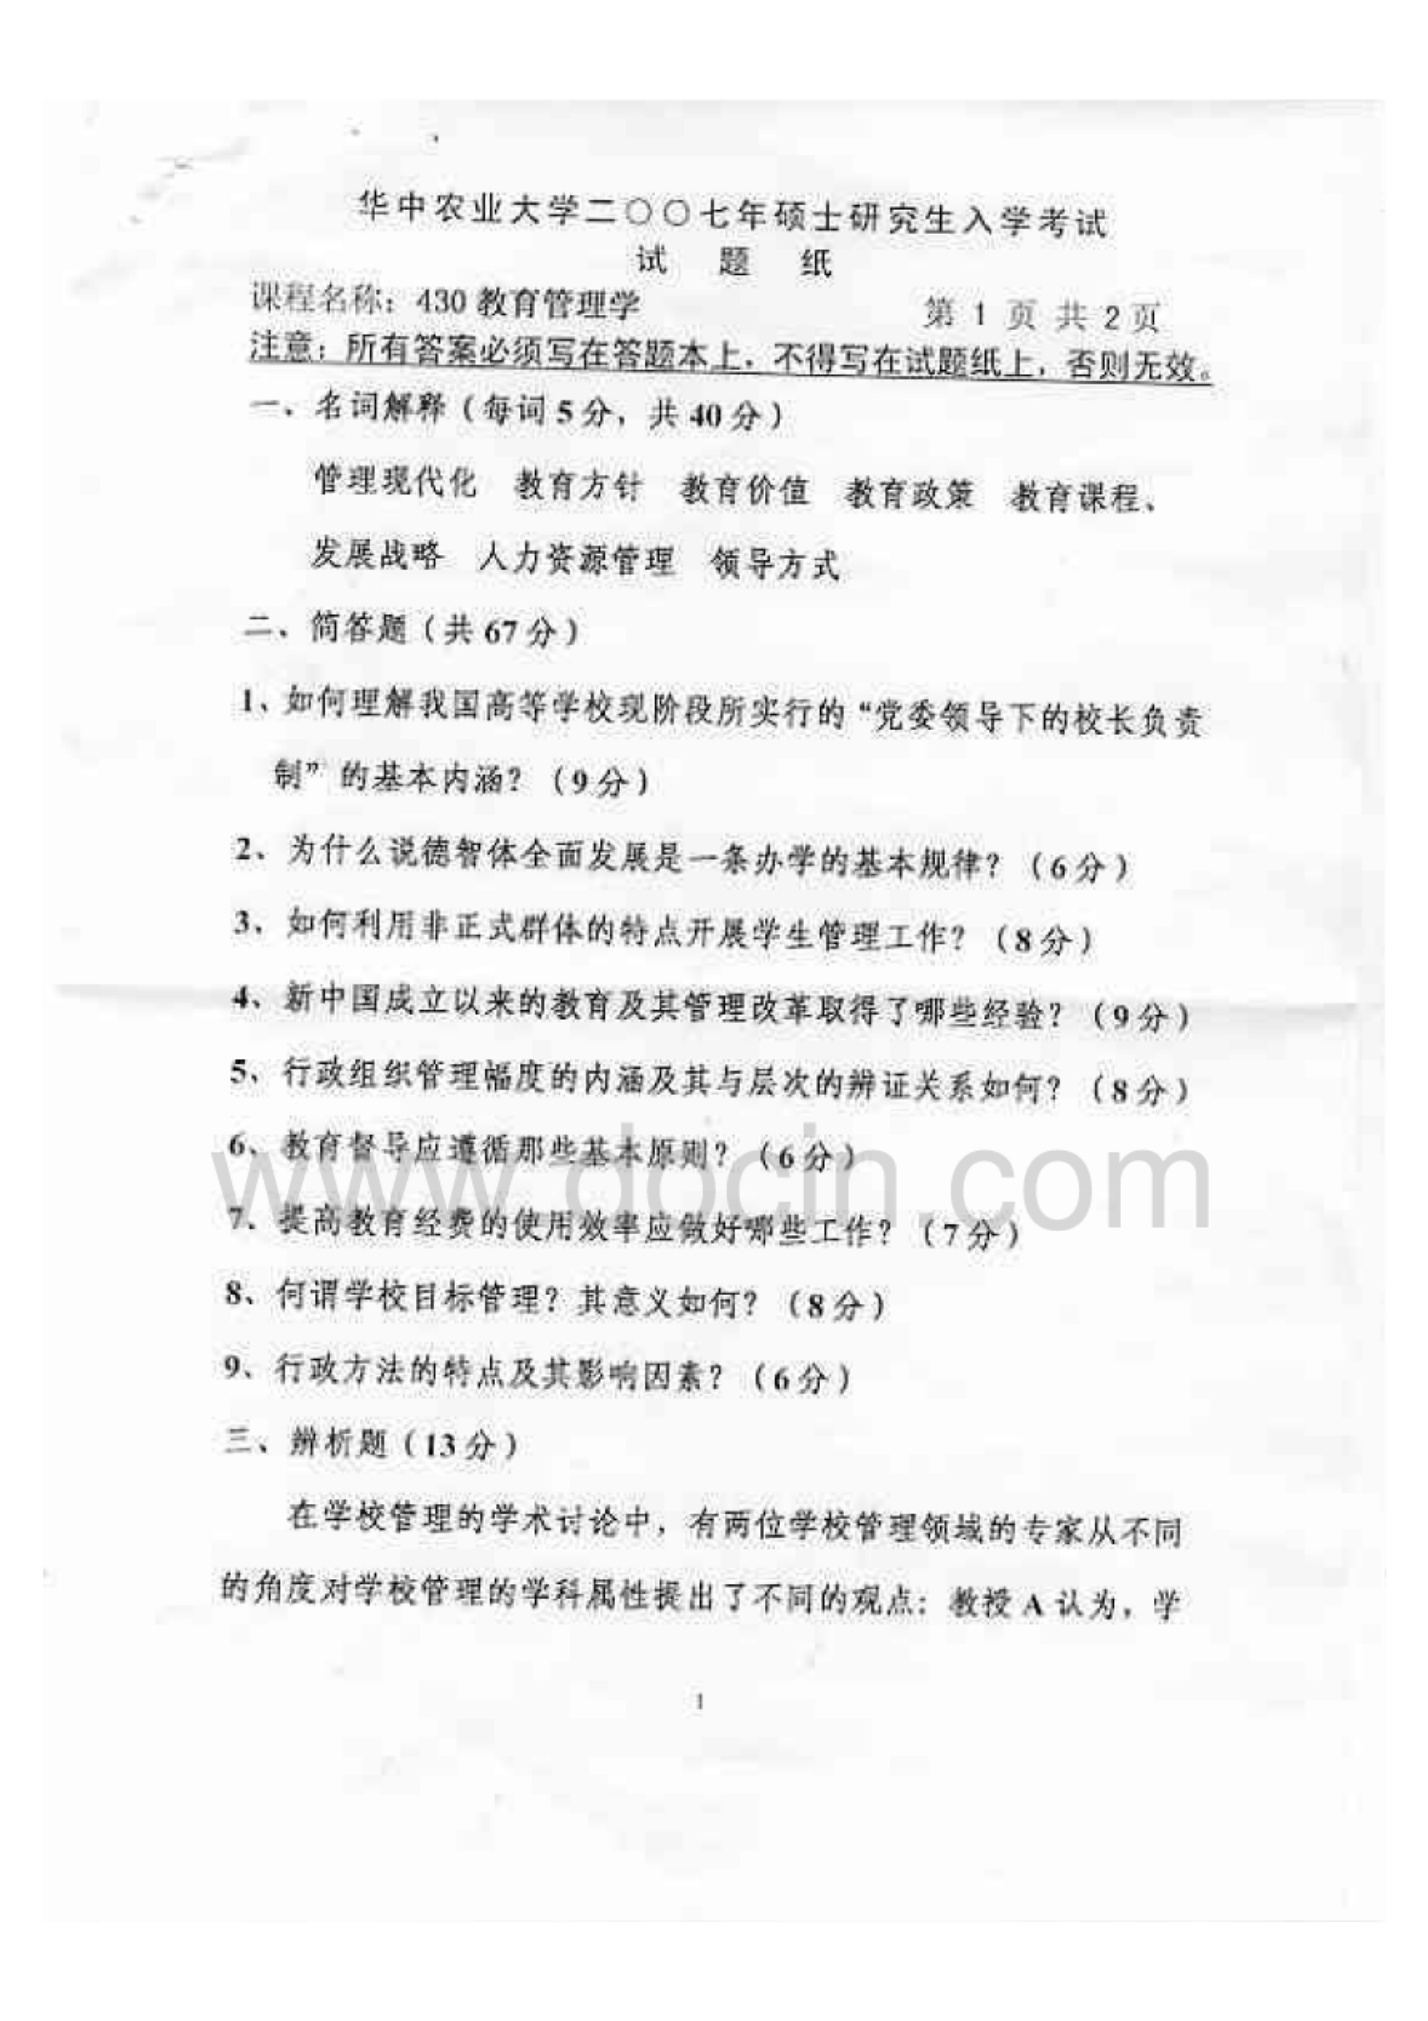 华中农业大学二〇〇七年硕士研究生入学考试
试 题 纸
课程名称：430 教育管理学 第 1 页 共 2 页
注意：所有答案必须写在答题本上，不得写在试题纸上，否则无效。
一、名词解释（每词 5 分，共 40 分）
管理现代化 教育方针 教育价值 教育政策 教育课程、
发展战略 人力资源管理 领导方式
二、简答题（共 67 分）
1、如何理解我国高等学校现阶段所实行的“党委领导下的校长负责
制”的基本内涵？（9 分）
2、为什么说德智体全面发展是一条办学的基本规律？（6 分）
3、如何利用非正式群体的特点开展学生管理工作？（8 分）
4、新中国成立以来的教育及其管理改革取得了哪些经验？（9 分）
5、行政组织管理幅度的内涵及其与层次的辨证关系如何？（8 分）
6、教育督导应遵循那些基本原则？（6 分）
7、提高教育经费的使用效率应做好哪些工作？（7 分）
8、何谓学校目标管理？其意义如何？（8 分）
9、行政方法的特点及其影响因素？（6 分）
三、辨析题（13 分）
在学校管理的学术讨论中，有两位学校管理领域的专家从不同
的角度对学校管理的学科属性提出了不同的观点：教授 A 认为，学
1
www.docin.com